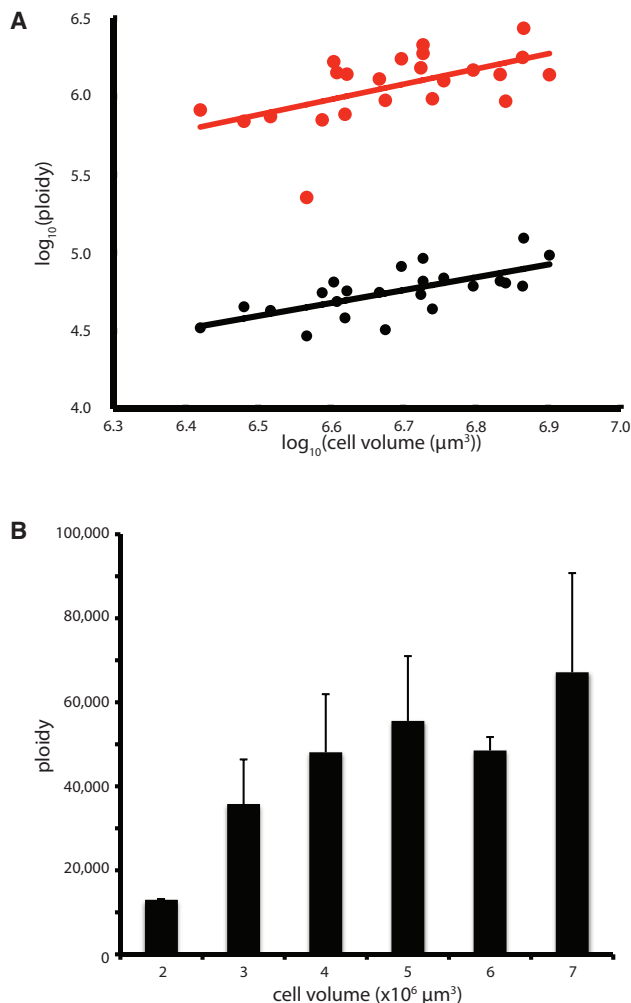 A
6.5
6.0
5.5
5.0
4.5
4.0
log₁₀(ploidy)
6.3 6.4 6.5 6.6 6.7 6.8 6.9 7.0
log₁₀(cell volume (μm³))
B
100,000
80,000
60,000
40,000
20,000
0
ploidy
2 3 4 5 6 7
cell volume (x10⁶ μm³)